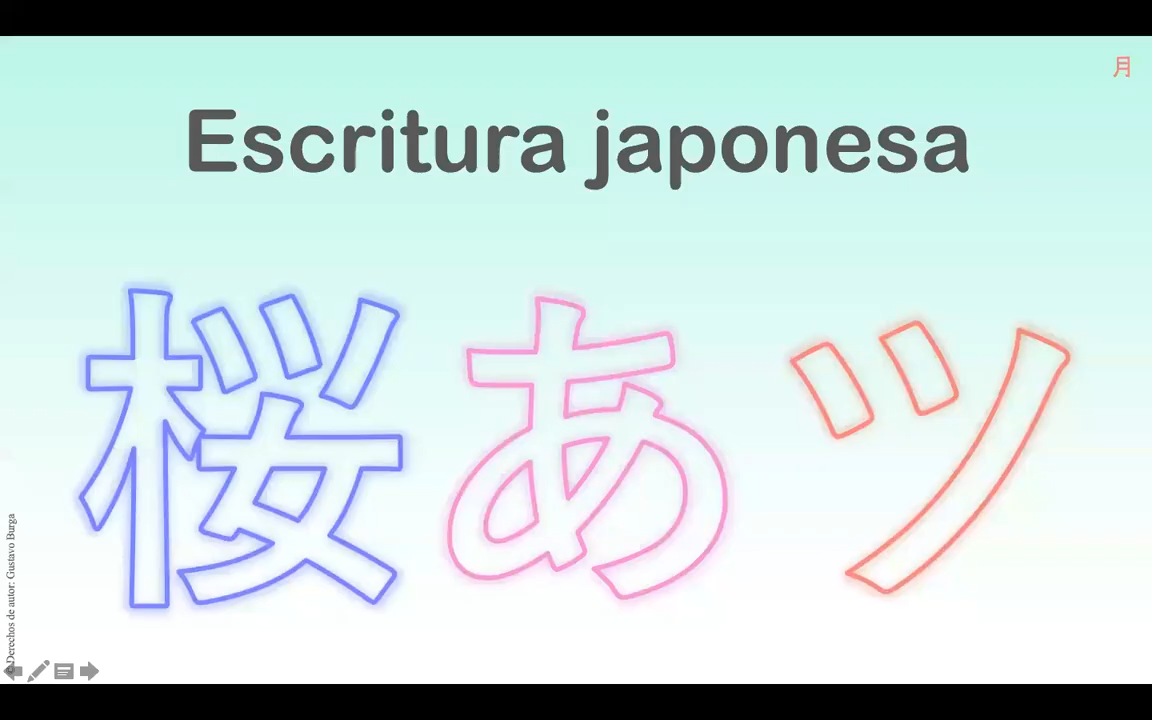 月
Escritura japonesa
桜 あ ツ
© Derechos de autor: Gustavo Burga